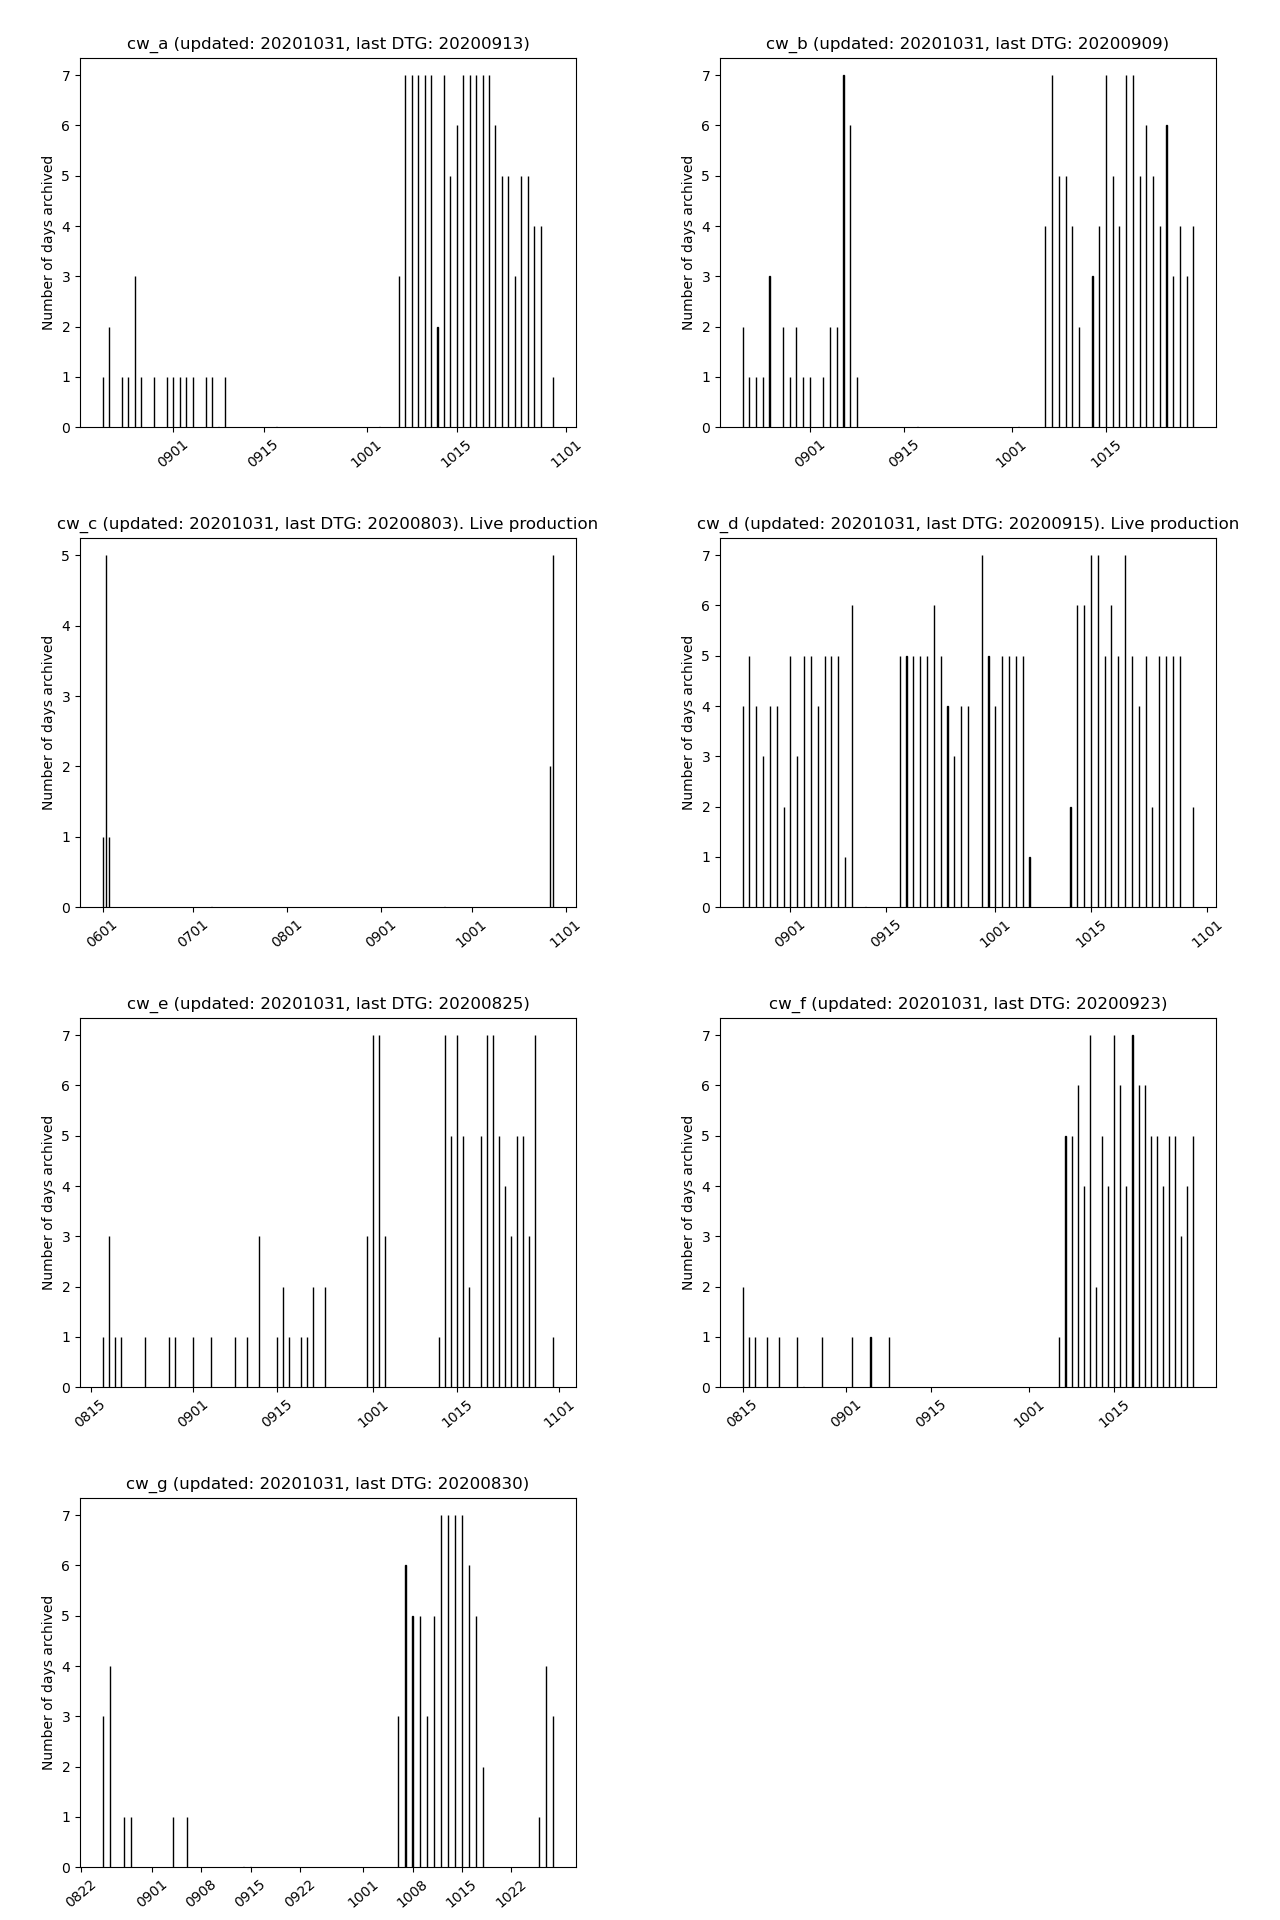 cw_a (updated: 20201031, last DTG: 20200913)
Number of days archived
7
6
5
4
3
2
1
0
0901 0915 1001 1015 1101
cw_b (updated: 20201031, last DTG: 20200909)
Number of days archived
7
6
5
4
3
2
1
0
0901 0915 1001 1015
cw_c (updated: 20201031, last DTG: 20200803). Live production
Number of days archived
5
4
3
2
1
0
0601 0701 0801 0901 1001 1101
cw_d (updated: 20201031, last DTG: 20200915). Live production
Number of days archived
7
6
5
4
3
2
1
0
0901 0915 1001 1015 1101
cw_e (updated: 20201031, last DTG: 20200825)
Number of days archived
7
6
5
4
3
2
1
0
0815 0901 0915 1001 1015 1101
cw_f (updated: 20201031, last DTG: 20200923)
Number of days archived
7
6
5
4
3
2
1
0
0815 0901 0915 1001 1015
cw_g (updated: 20201031, last DTG: 20200830)
Number of days archived
7
6
5
4
3
2
1
0
0822 0901 0908 0915 0922 1001 1008 1015 1022